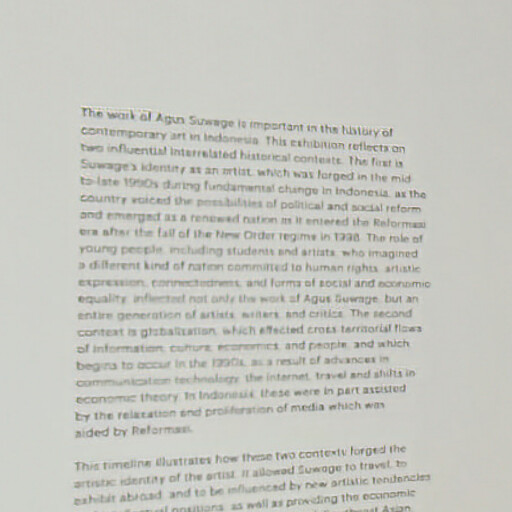 The work of Agus Suwage is important in the history of
contemporary art in Indonesia. This exhibition reflects on
two influential interrelated historical contexts. The first is
Suwage's identity as an artist, which was forged in the mid-
to-late 1990s during fundamental change in Indonesia, as the
country voiced the possibilities of political and social reform
and emerged as a renewed nation as it entered the Reformasi
era after the fall of the New Order regime in 1998. The role of
young people, including students and artists, who imagined
a different kind of nation committed to human rights, artistic
expression, connectedness, and forms of social and economic
equality, inflected not only the work of Agus Suwage, but an
entire generation of artists, writers, and critics. The second
context is globalisation, which effected cross territorial flows
of information, culture, economics, and people, and which
begins to occur in the 1990s, as a result of advances in
communication technology, the internet, travel and shifts in
economic theory. In Indonesia, these were in part assisted
by the relaxation and proliferation of media which was
aided by Reformasi.
This timeline illustrates how these two contexts forged the
artistic identity of the artist. It allowed Suwage to travel, to
exhibit abroad, and to be influenced by new artistic tendencies
positions, as well as providing the economic
Asian